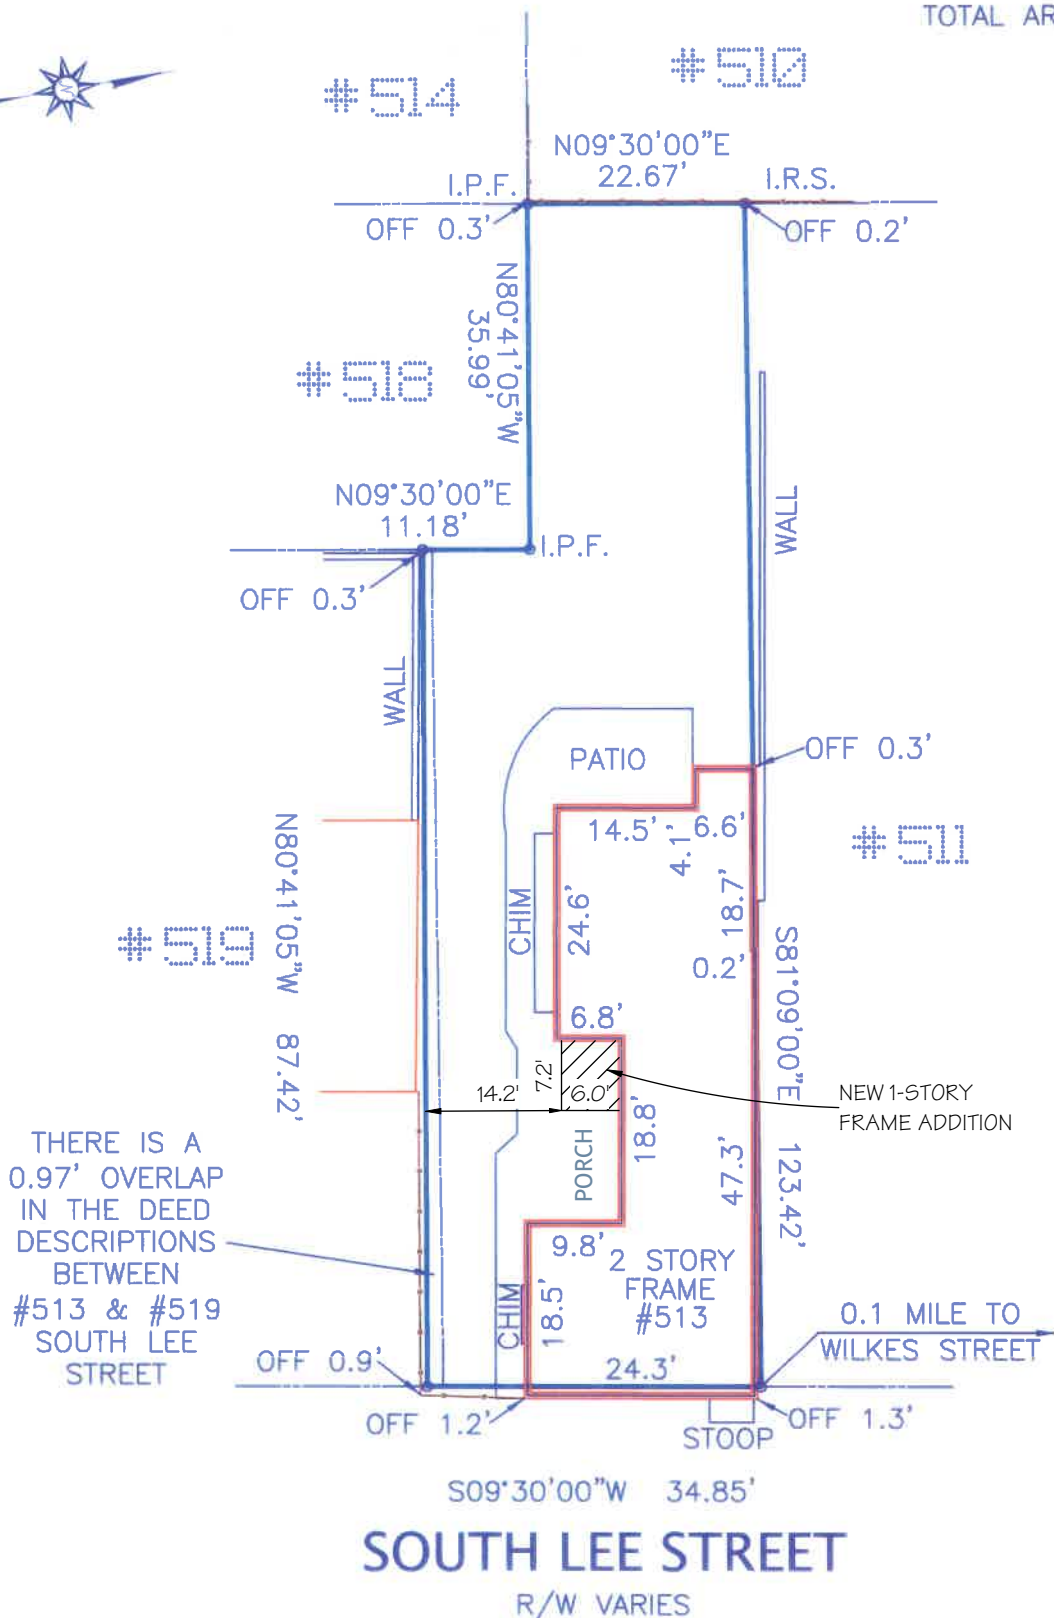 TOTAL AR
#514
#510
N09°30'00"E
22.67'
I.P.F.
I.R.S.
OFF 0.3'
OFF 0.2'
N80°41'05"W
35.99'
#518
N09°30'00"E
11.18'
I.P.F.
WALL
OFF 0.3'
WALL
PATIO
OFF 0.3'
14.5'
4.1'
6.6'
#511
N80°41'05"W 87.42'
CHIM
24.6'
18.7'
#519
0.2'
S81°09'00"E 123.42'
6.8'
7.2'
14.2'
6.0'
NEW 1-STORY
FRAME ADDITION
18.8'
PORCH
47.3'
THERE IS A
0.97' OVERLAP
IN THE DEED
DESCRIPTIONS
BETWEEN
#513 & #519
SOUTH LEE
STREET
9.8'
2 STORY
FRAME
#513
CHIM
18.5'
0.1 MILE TO
WILKES STREET
OFF 0.9'
24.3'
OFF 1.2'
OFF 1.3'
STOOP
S09°30'00"W 34.85'
SOUTH LEE STREET
R/W VARIES